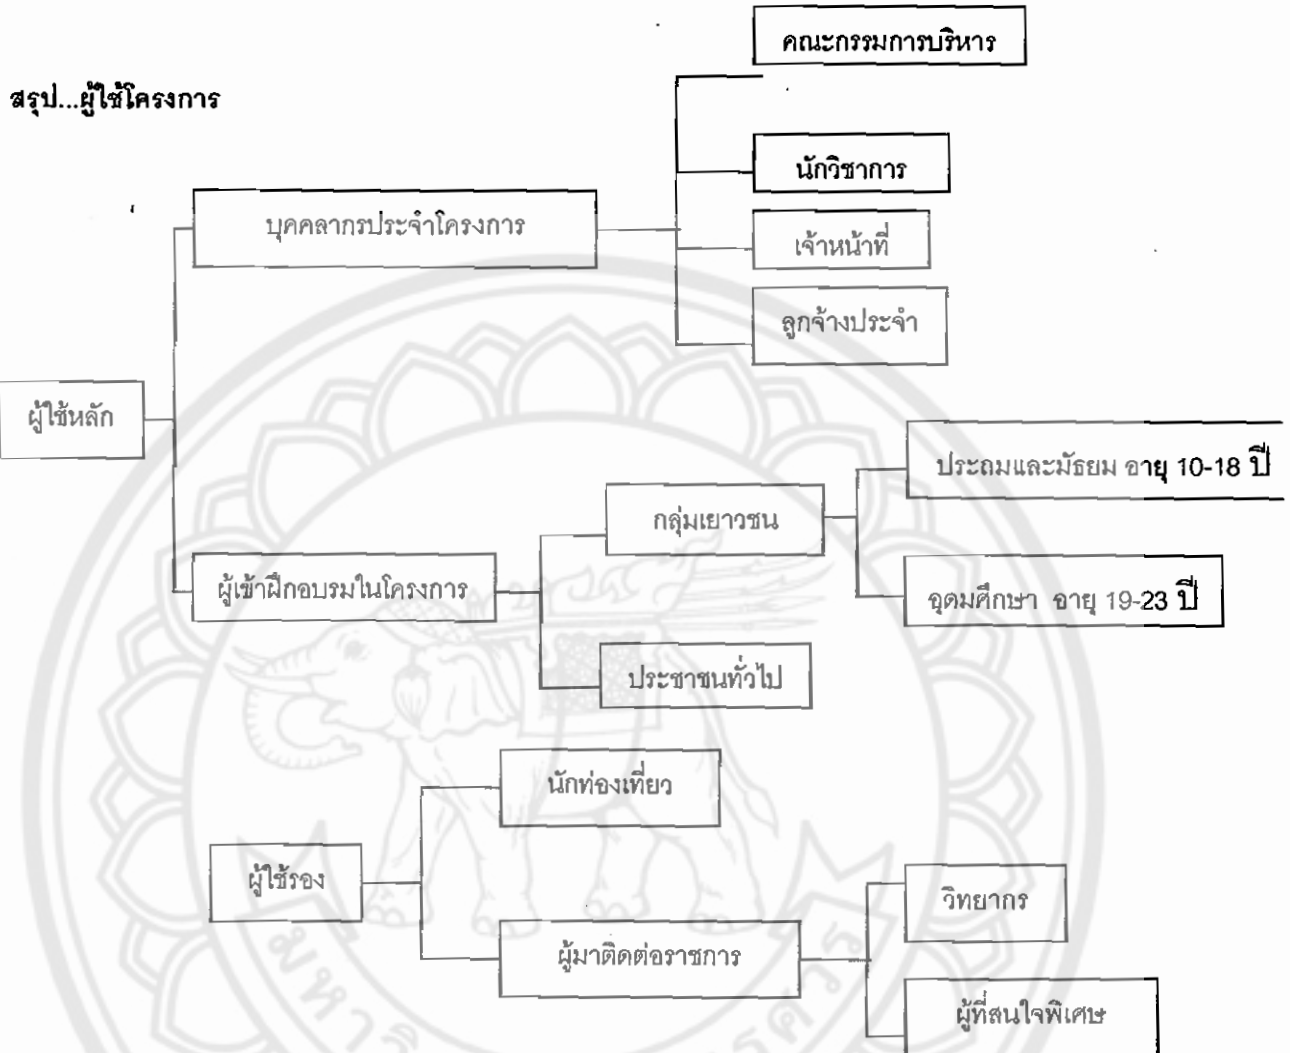 คณะกรรมการบริหาร
สรุป...ผู้ใช้โครงการ
นักวิชาการ
บุคคลากรประจำโครงการ
เจ้าหน้าที่
ลูกจ้างประจำ
ผู้ใช้หลัก
ประถมและมัธยม อายุ 10-18 ปี
กลุ่มเยาวชน
ผู้เข้าฝึกอบรมในโครงการ
อุดมศึกษา อายุ 19-23 ปี
ประชาชนทั่วไป
นักท่องเที่ยว
ผู้ใช้รอง
วิทยากร
ผู้มาติดต่อราชการ
ผู้ที่สนใจพิเศษ